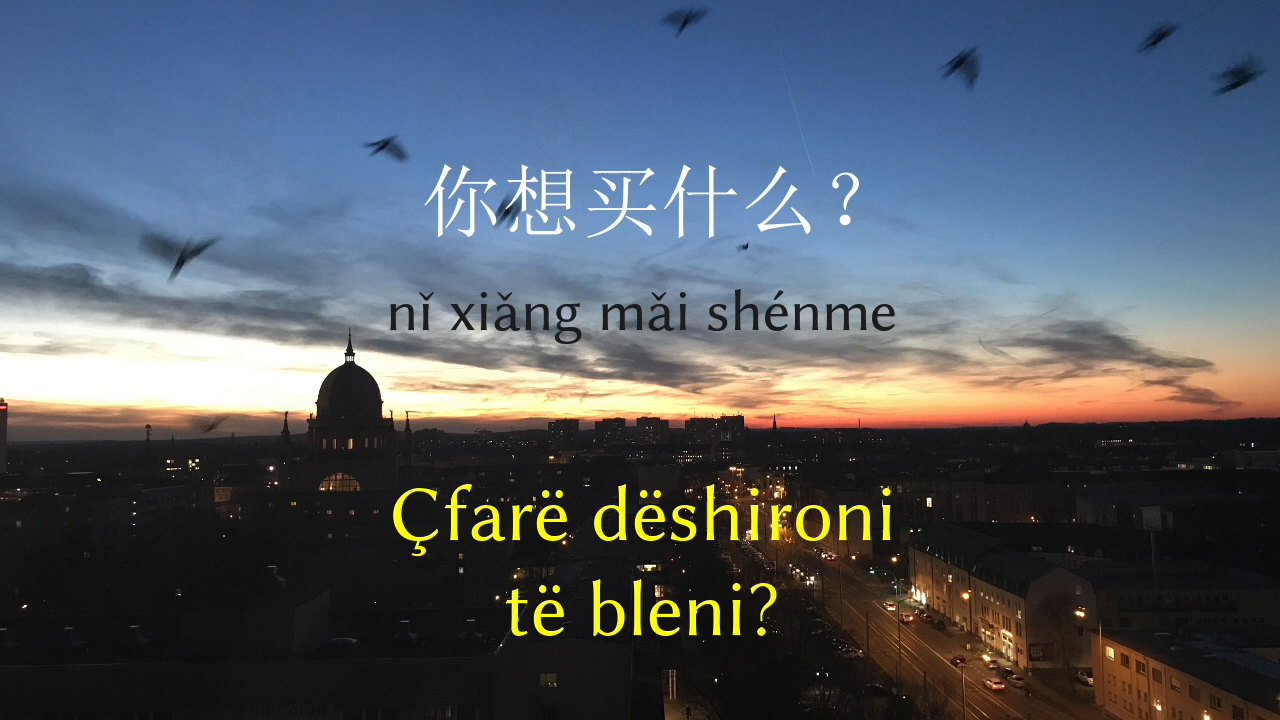 你想买什么？
nǐ xiǎng mǎi shénme
Çfarë dëshironi
të bleni?